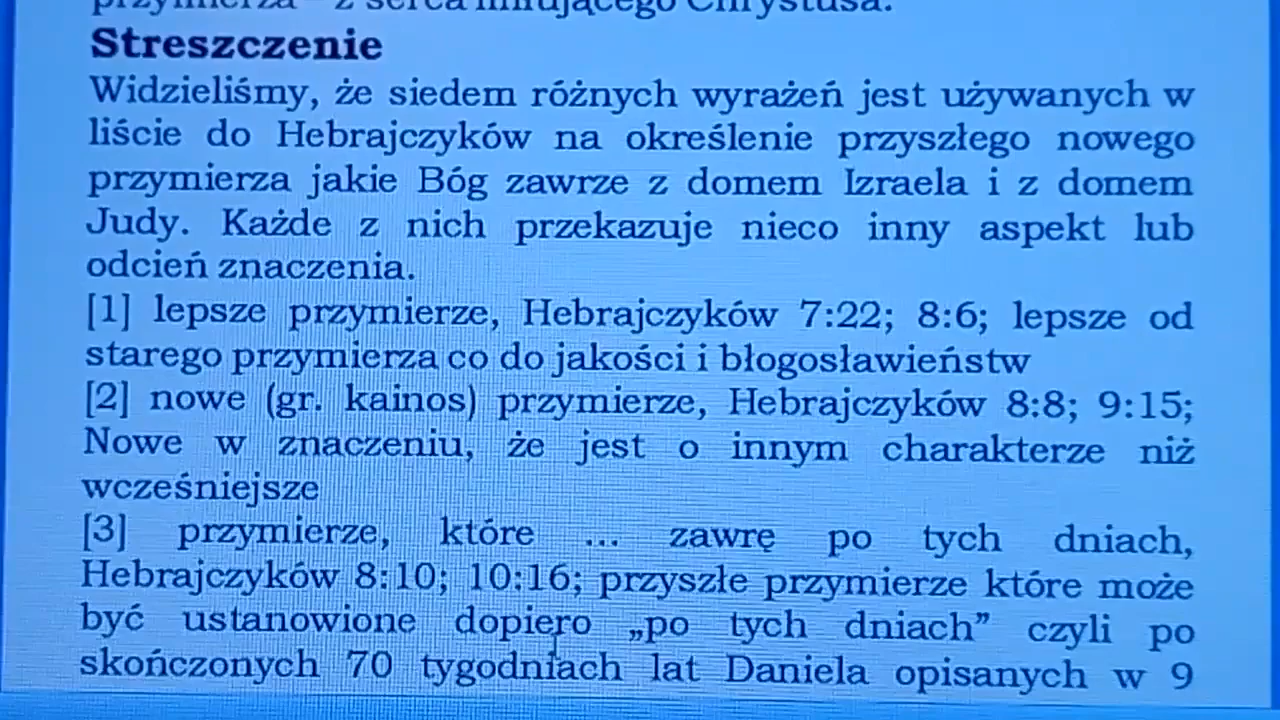 przymierza – z serca miłującego Chrystusa.
Streszczenie
Widzieliśmy, że siedem różnych wyrażeń jest używanych w
liście do Hebrajczyków na określenie przyszłego nowego
przymierza jakie Bóg zawrze z domem Izraela i z domem
Judy. Każde z nich przekazuje nieco inny aspekt lub
odcień znaczenia.
[1] lepsze przymierze, Hebrajczyków 7:22; 8:6; lepsze od
starego przymierza co do jakości i błogosławieństw
[2] nowe (gr. kainos) przymierze, Hebrajczyków 8:8; 9:15;
Nowe w znaczeniu, że jest o innym charakterze niż
wcześniejsze
[3] przymierze, które ... zawrę po tych dniach,
Hebrajczyków 8:10; 10:16; przyszłe przymierze które może
być ustanowione dopiero „po tych dniach” czyli po
skończonych 70 tygodniach lat Daniela opisanych w 9